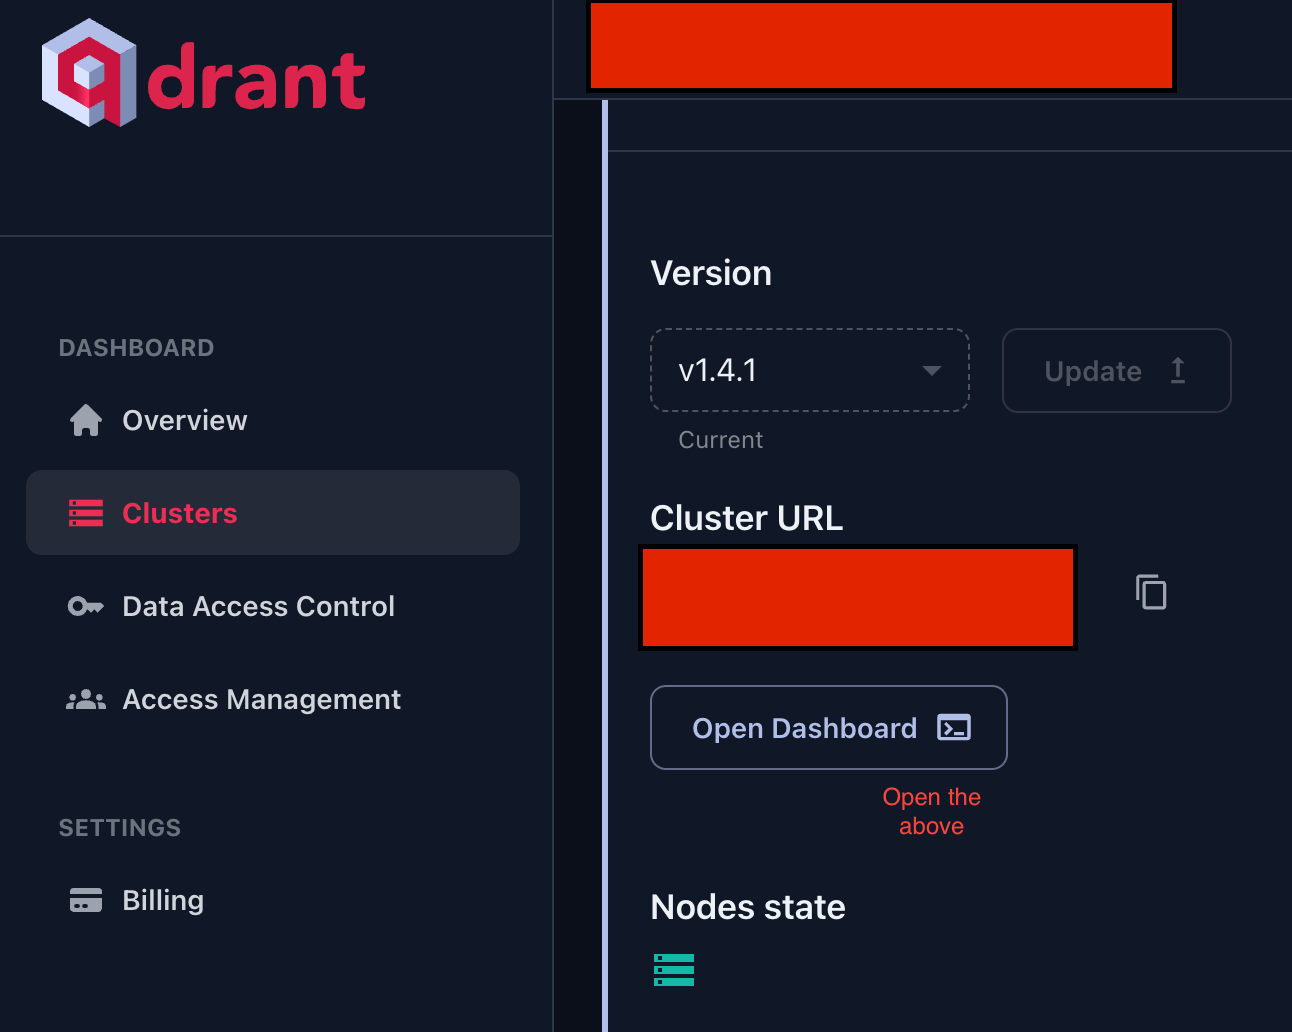 qdrant
DASHBOARD
Overview
Clusters
Data Access Control
Access Management
SETTINGS
Billing
Version
v1.4.1
Update
Current
Cluster URL
Open Dashboard
Open the
above
Nodes state